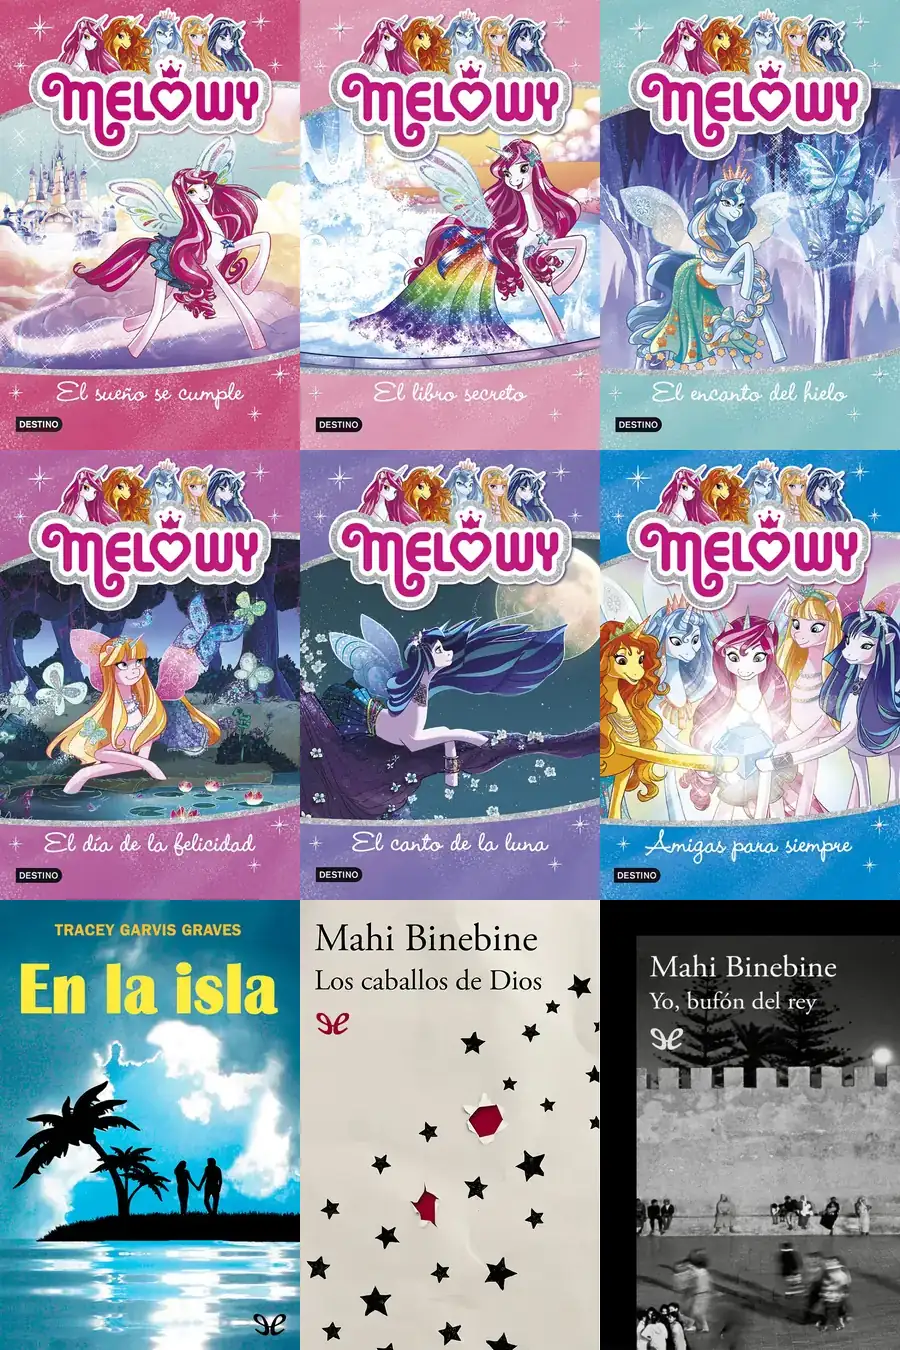 MELOWY
El sueño se cumple
DESTINO
MELOWY
El libro secreto
DESTINO
MELOWY
El encanto del hielo
DESTINO
MELOWY
El día de la felicidad
DESTINO
MELOWY
El canto de la luna
DESTINO
MELOWY
Amigas para siempre
DESTINO
TRACEY GARVIS GRAVES
En la isla
Mahi Binebine
Los caballos de Dios
Mahi Binebine
Yo, bufón del rey